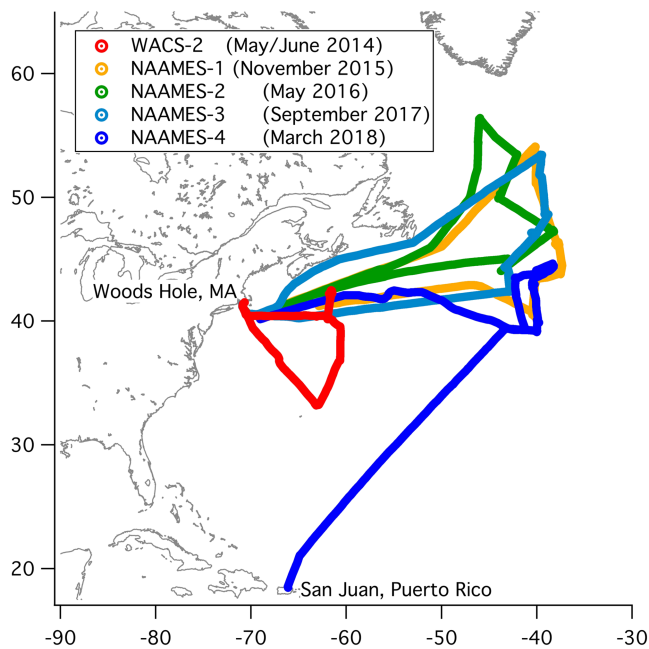 WACS-2 (May/June 2014)
NAAMES-1 (November 2015)
NAAMES-2 (May 2016)
NAAMES-3 (September 2017)
NAAMES-4 (March 2018)
60
50
Woods Hole, MA
40
30
20
San Juan, Puerto Rico
-90 -80 -70 -60 -50 -40 -30